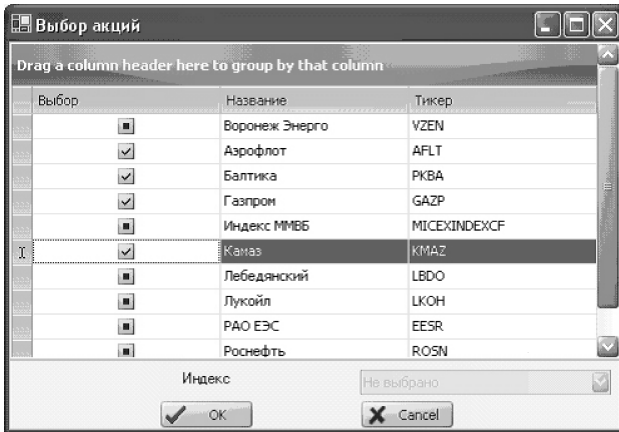 Выбор акций
Drag a column header here to group by that column
Выбор Название Тикер
Воронеж Энерго VZEN
Аэрофлот AFLT
Балтика PKBA
Газпром GAZP
Индекс ММВБ MICEXINDEXCF
Камаз KMAZ
Лебедянский LBDO
Лукойл LKOH
РАО ЕЭС EESR
Роснефть ROSN
Индекс Не выбрано
OK Cancel